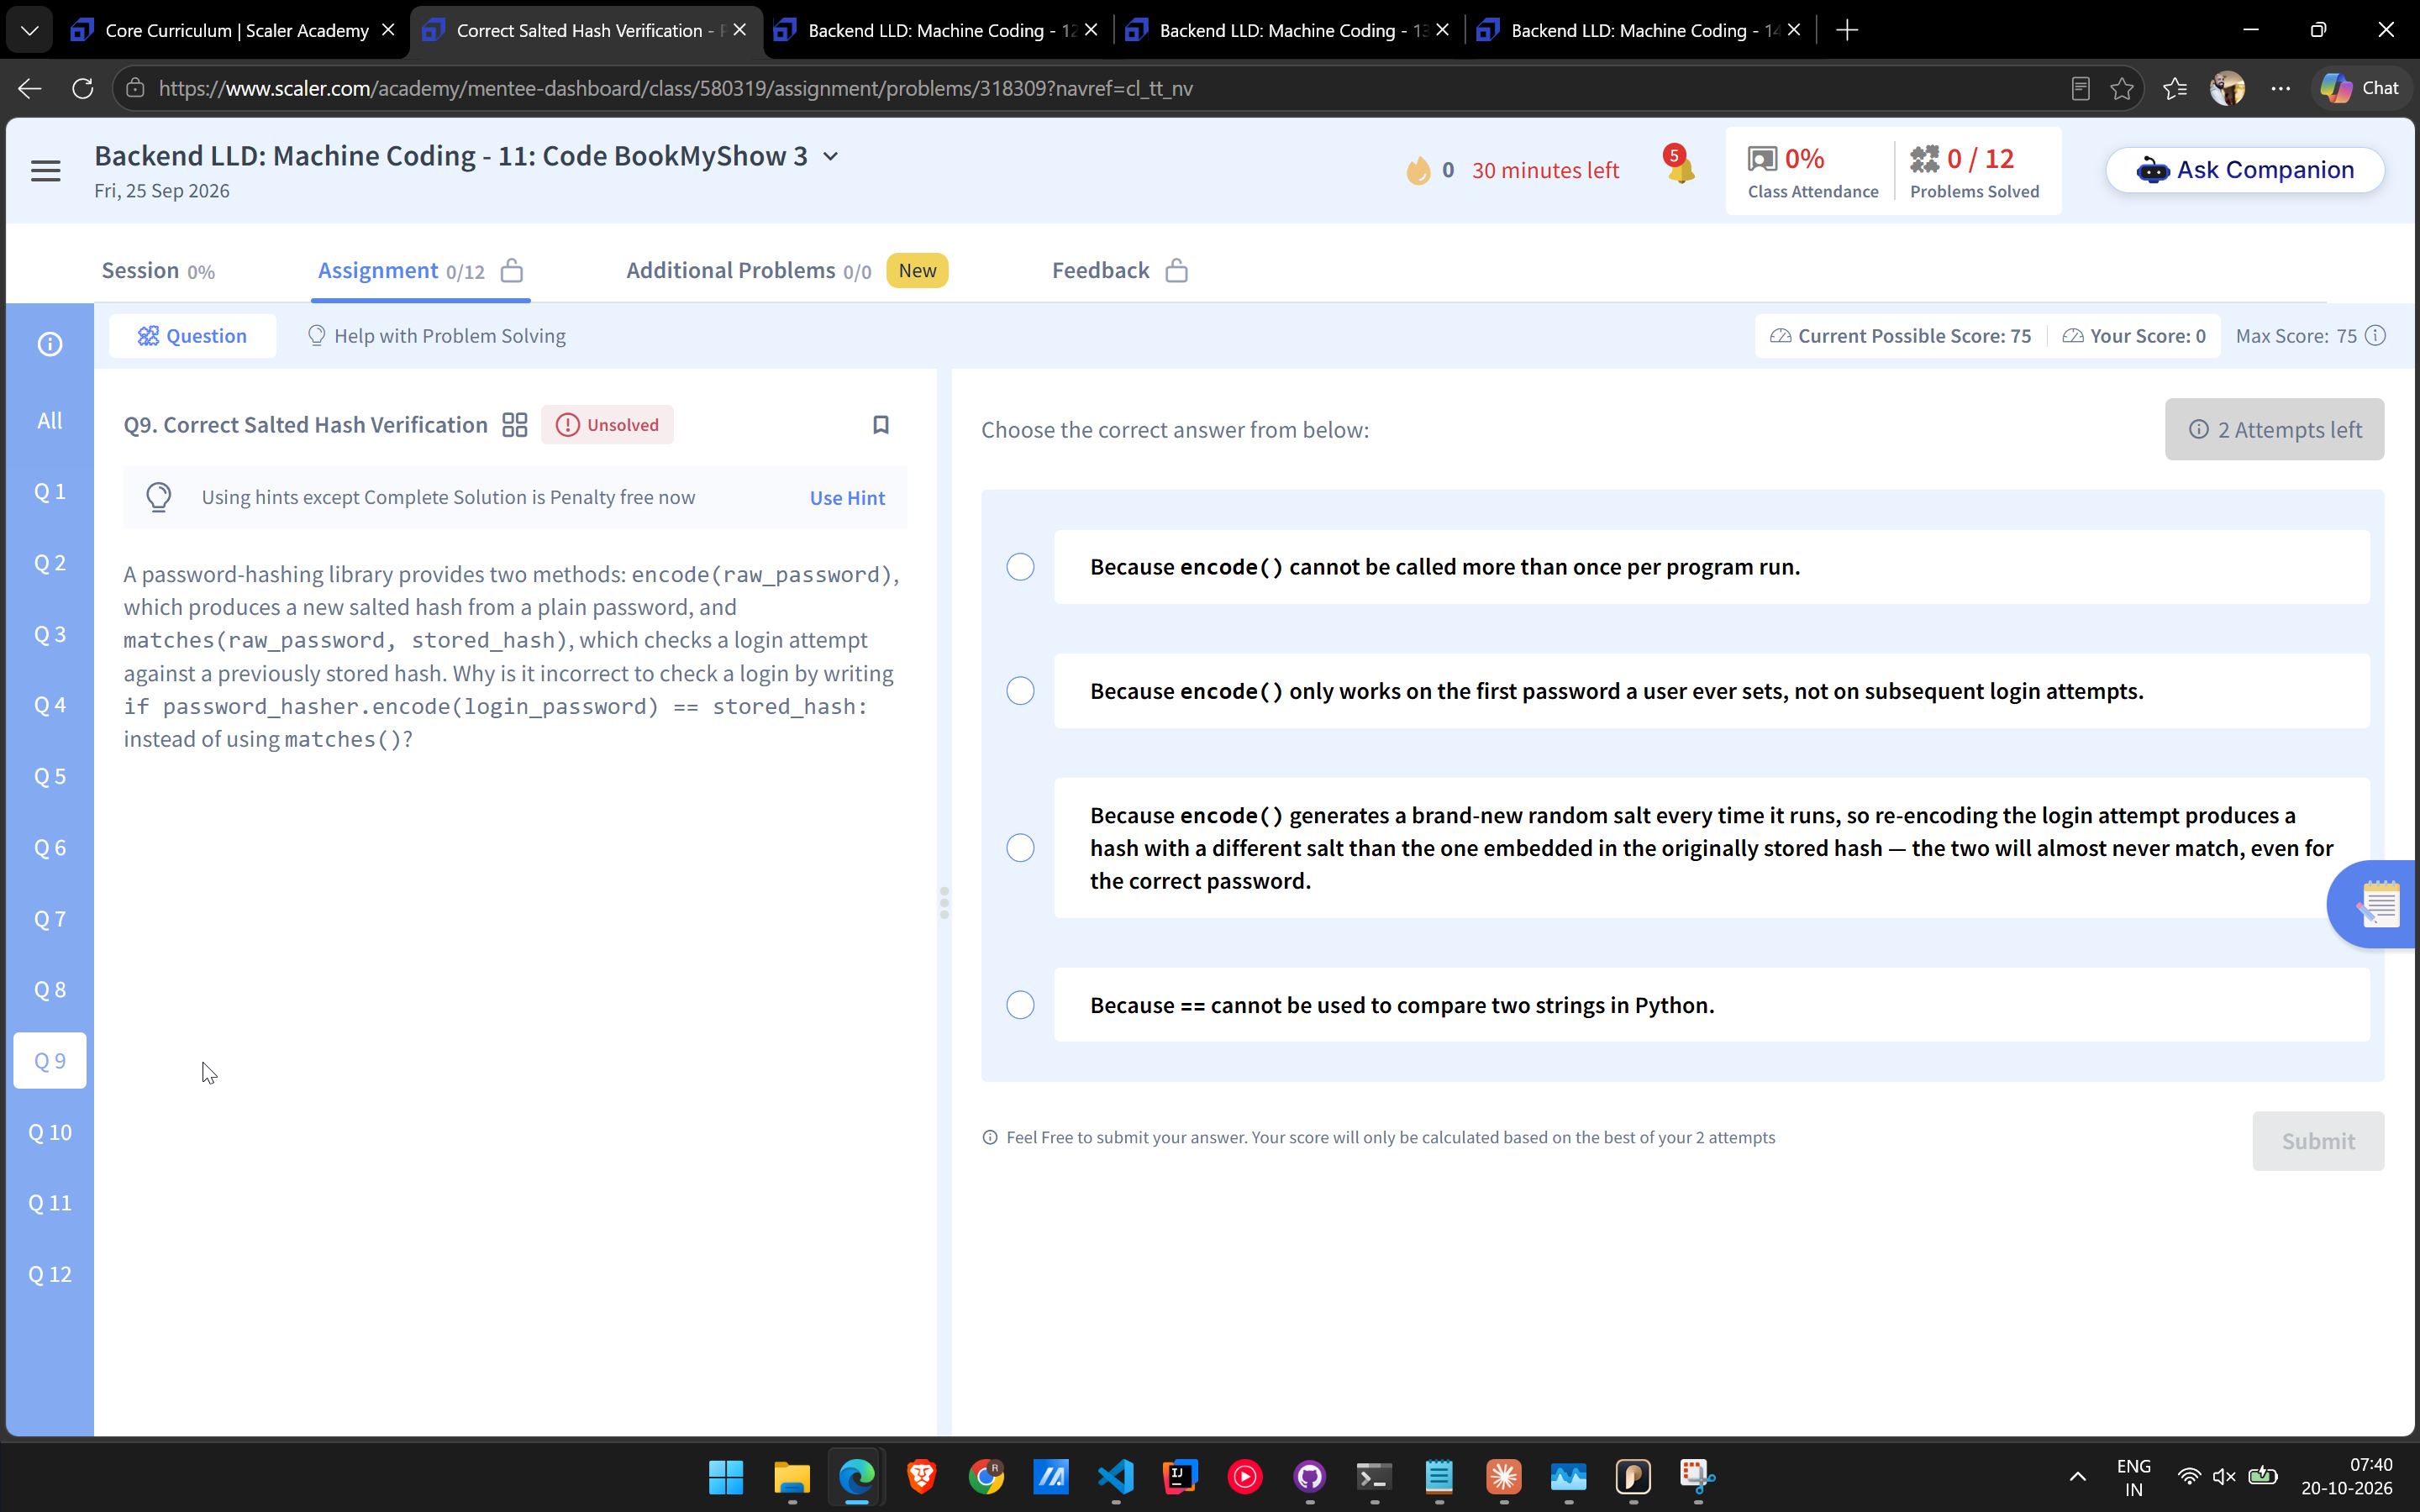 Core Curriculum | Scaler Academy
Correct Salted Hash Verification -
Backend LLD: Machine Coding - 12
Backend LLD: Machine Coding - 13
Backend LLD: Machine Coding - 14
https://www.scaler.com/academy/mentee-dashboard/class/580319/assignment/problems/318309?navref=cl_tt_nv
Chat
Backend LLD: Machine Coding - 11: Code BookMyShow 3
Fri, 25 Sep 2026
0
30 minutes left
5
0%
Class Attendance
0 / 12
Problems Solved
Ask Companion
Session 0%
Assignment 0/12
Additional Problems 0/0
New
Feedback
Question
Help with Problem Solving
Current Possible Score: 75
Your Score: 0
Max Score: 75
All
Q 1
Q 2
Q 3
Q 4
Q 5
Q 6
Q 7
Q 8
Q 9
Q 10
Q 11
Q 12
Q9. Correct Salted Hash Verification
Unsolved
Using hints except Complete Solution is Penalty free now
Use Hint
A password-hashing library provides two methods: encode(raw_password),
which produces a new salted hash from a plain password, and
matches(raw_password, stored_hash), which checks a login attempt
against a previously stored hash. Why is it incorrect to check a login by writing
if password_hasher.encode(login_password) == stored_hash:
instead of using matches()?
Choose the correct answer from below:
2 Attempts left
Because encode() cannot be called more than once per program run.
Because encode() only works on the first password a user ever sets, not on subsequent login attempts.
Because encode() generates a brand-new random salt every time it runs, so re-encoding the login attempt produces a
hash with a different salt than the one embedded in the originally stored hash — the two will almost never match, even for
the correct password.
Because == cannot be used to compare two strings in Python.
Feel Free to submit your answer. Your score will only be calculated based on the best of your 2 attempts
Submit
R
IJ
ENG
IN
07:40
20-10-2026